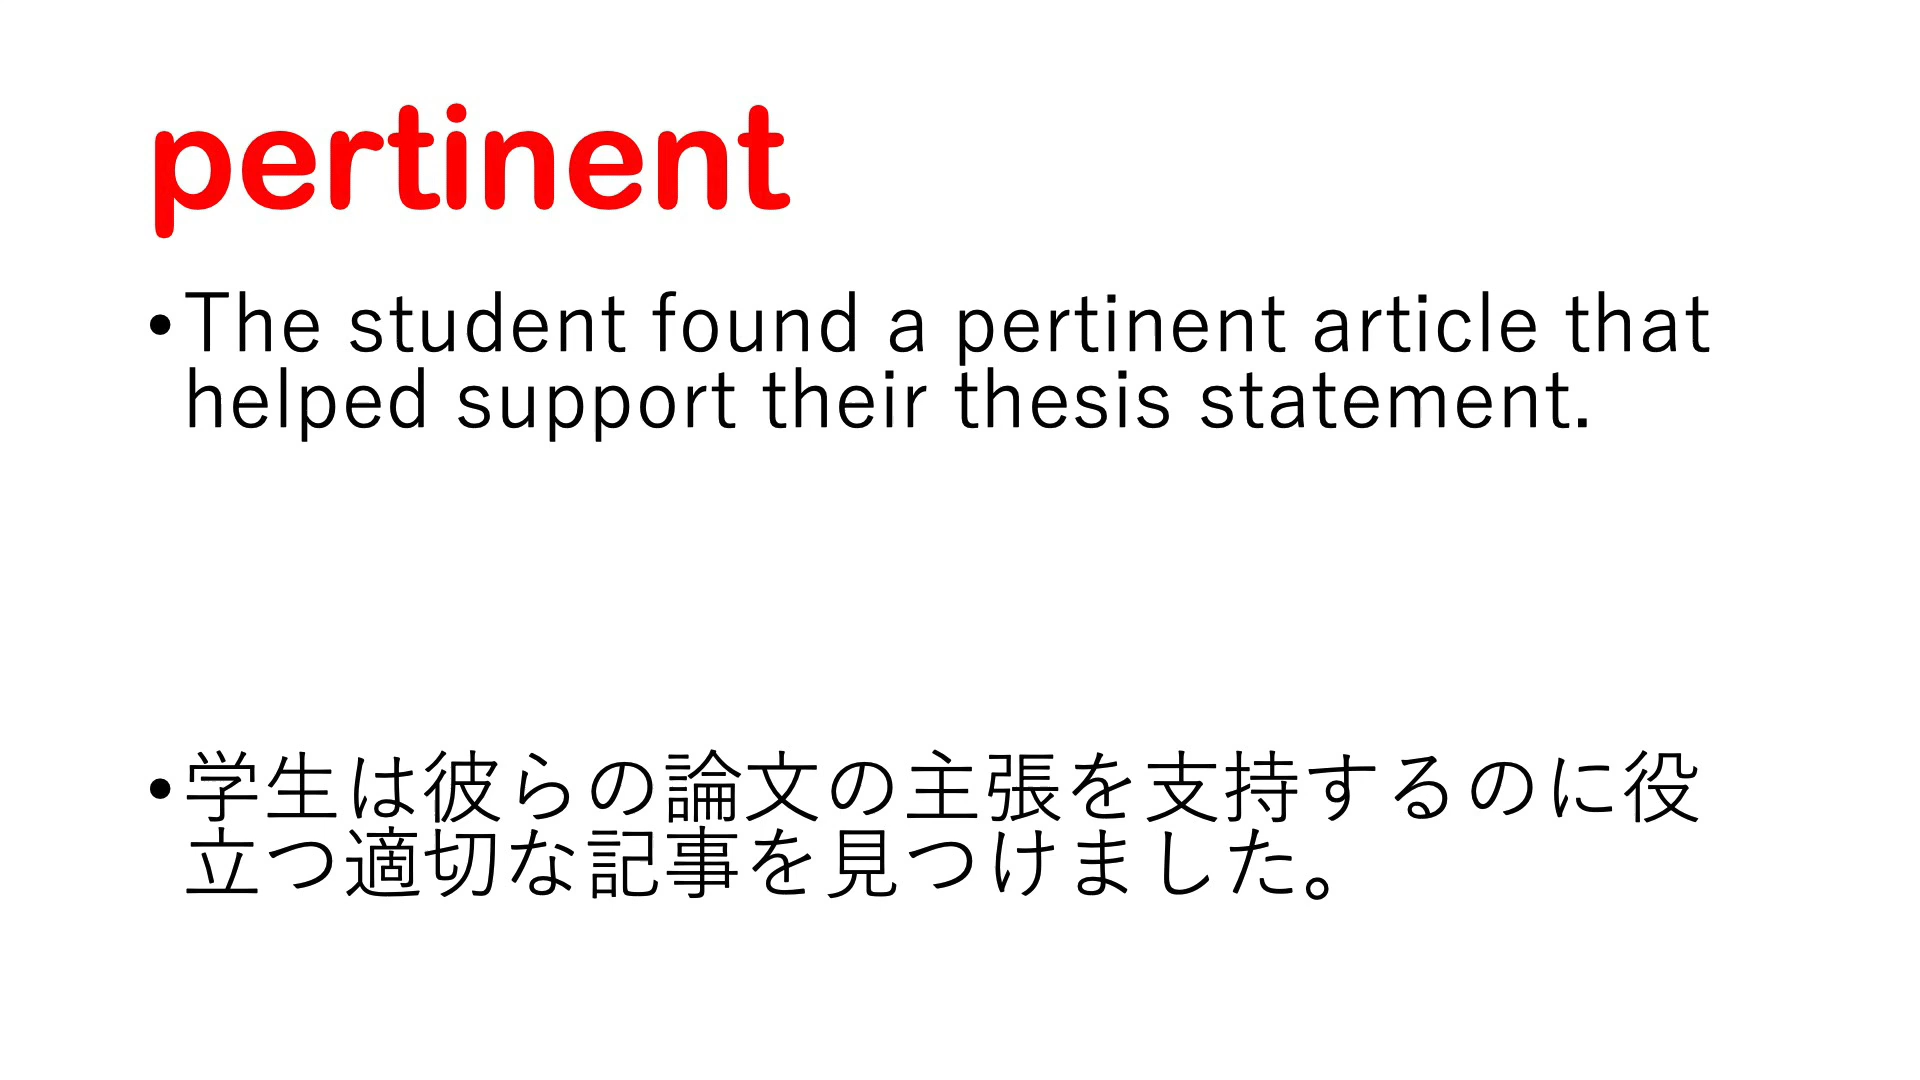 pertinent
•The student found a pertinent article that
helped support their thesis statement.
•学生は彼らの論文の主張を支持するのに役
立つ適切な記事を見つけました。